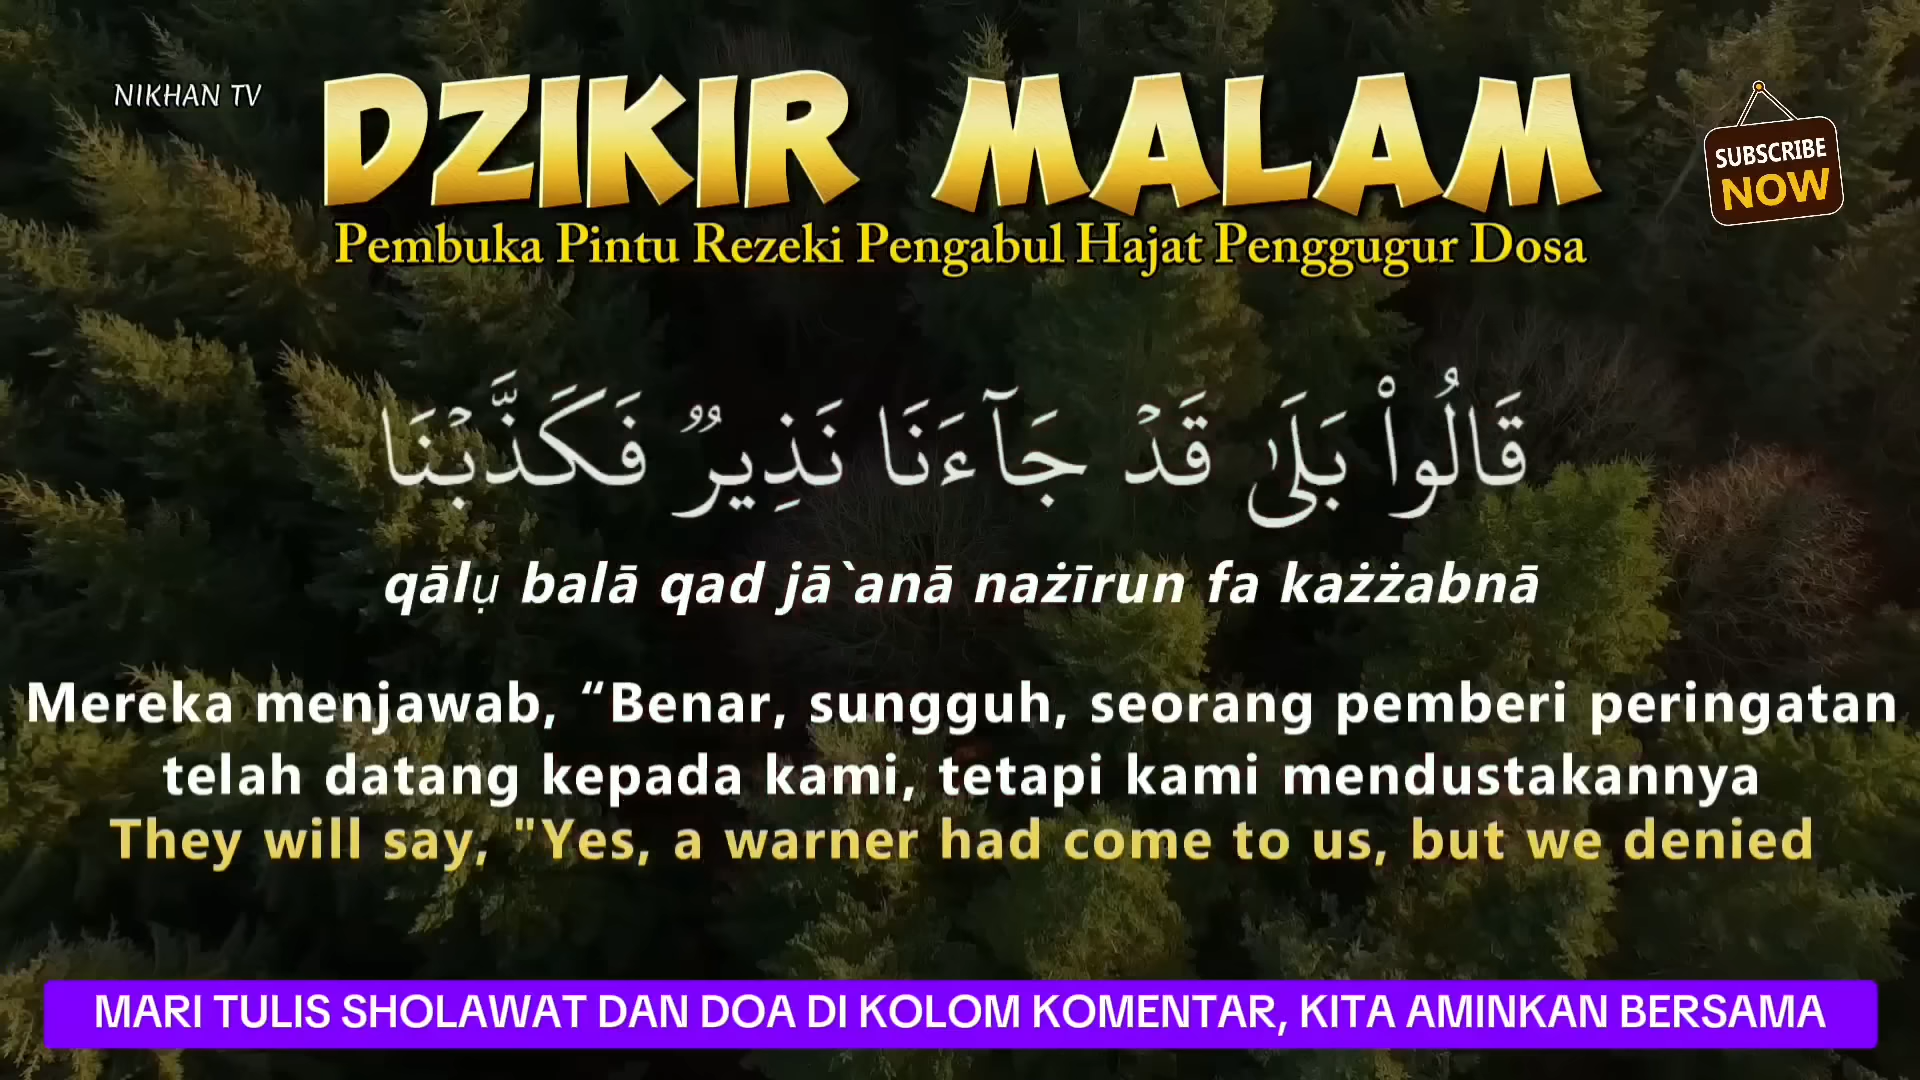 NIKHAN TV
DZIKIR MALAM
SUBSCRIBE
NOW
Pembuka Pintu Rezeki Pengabul Hajat Penggugur Dosa
قَالُوا۟ بَلَىٰ قَدْ جَآءَنَا نَذِيرٌ فَكَذَّبْنَا
qālụ balā qad jā`anā nażīrun fa każżabnā
Mereka menjawab, “Benar, sungguh, seorang pemberi peringatan
telah datang kepada kami, tetapi kami mendustakannya
They will say, "Yes, a warner had come to us, but we denied
MARI TULIS SHOLAWAT DAN DOA DI KOLOM KOMENTAR, KITA AMINKAN BERSAMA